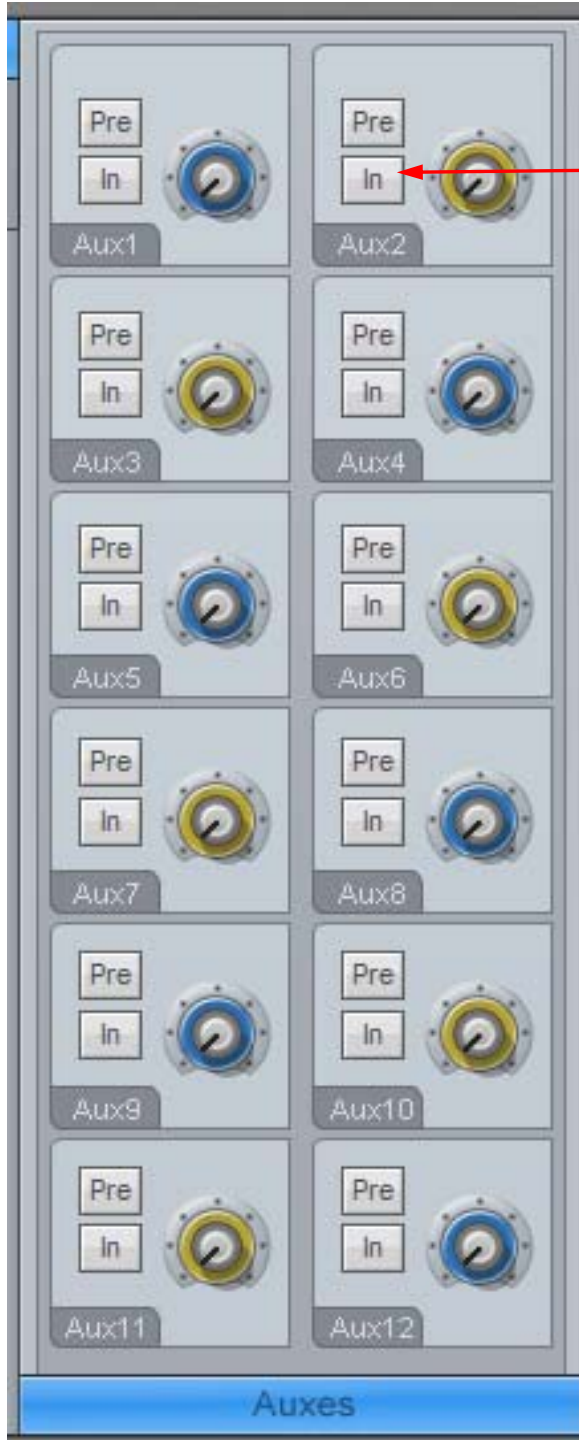 Pre Pre
In In
Aux1 Aux2
Pre Pre
In In
Aux3 Aux4
Pre Pre
In In
Aux5 Aux6
Pre Pre
In In
Aux7 Aux8
Pre Pre
In In
Aux9 Aux10
Pre Pre
In In
Aux11 Aux12
Auxes